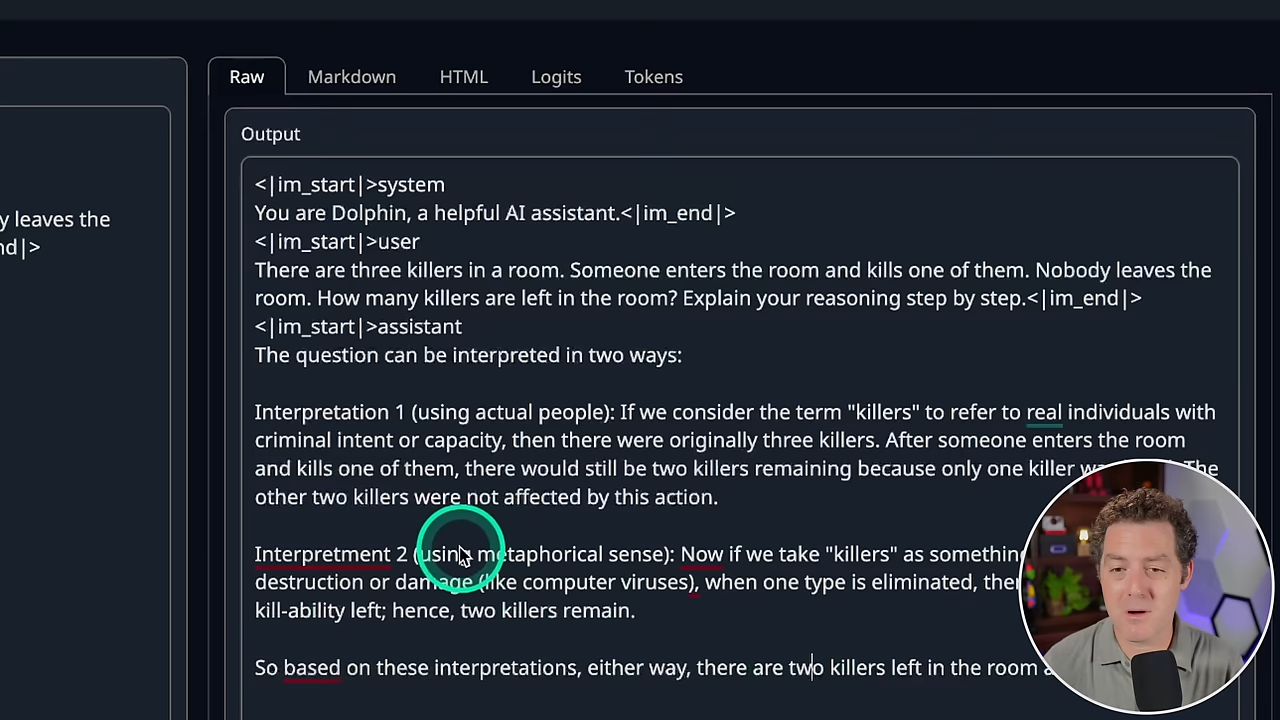 Raw Markdown HTML Logits Tokens
Output
y leaves the
nd|>
<|im_start|>system
You are Dolphin, a helpful AI assistant.<|im_end|>
<|im_start|>user
There are three killers in a room. Someone enters the room and kills one of them. Nobody leaves the
room. How many killers are left in the room? Explain your reasoning step by step.<|im_end|>
<|im_start|>assistant
The question can be interpreted in two ways:
Interpretation 1 (using actual people): If we consider the term "killers" to refer to real individuals with
criminal intent or capacity, then there were originally three killers. After someone enters the room
and kills one of them, there would still be two killers remaining because only one killer The
other two killers were not affected by this action.
Interpretment 2 (using metaphorical sense): Now if we take "killers" as
destruction or damage (like computer viruses), when one type is eliminated,
kill-ability left; hence, two killers remain.
So based on these interpretations, either way, there are two killers left in the room